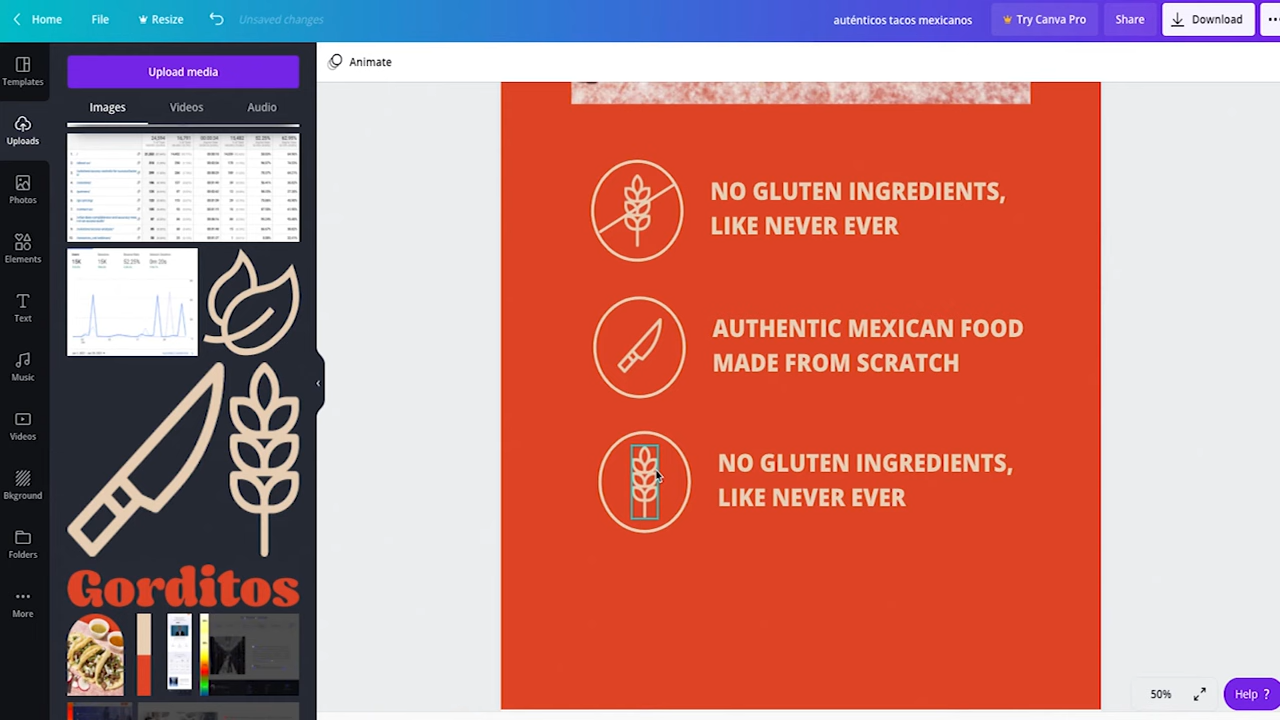 Home File Resize Unsaved changes auténticos tacos mexicanos Try Canva Pro Share Download
Animate
Upload media
Images Videos Audio
Templates
Uploads
Photos
Elements
Text
Music
Videos
Bkground
Folders
More
Gorditos
NO GLUTEN INGREDIENTS,
LIKE NEVER EVER
AUTHENTIC MEXICAN FOOD
MADE FROM SCRATCH
NO GLUTEN INGREDIENTS,
LIKE NEVER EVER
50% Help ?